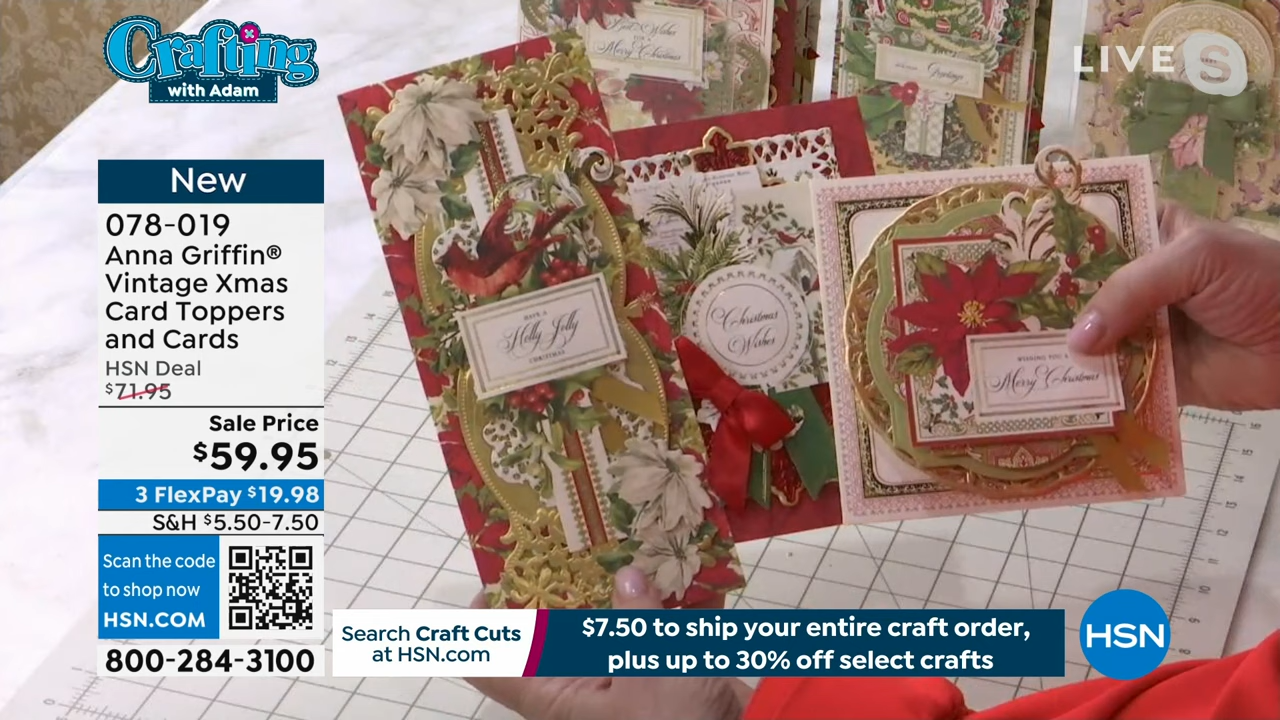 Crafting
with Adam
LIVE S
New
078-019
Anna Griffin®
Vintage Xmas
Card Toppers
and Cards
HSN Deal
$71.95
Sale Price
$59.95
3 FlexPay $19.98
S&H $5.50-7.50
Scan the code
to shop now
HSN.COM
800-284-3100
Search Craft Cuts
at HSN.com
$7.50 to ship your entire craft order,
plus up to 30% off select crafts
HSN
Best Wishes
FOR A
Merry Christmas
Greetings
HAVE A
Holly Jolly
CHRISTMAS
Christmas
Wishes
WISHING YOU A
Merry Christmas